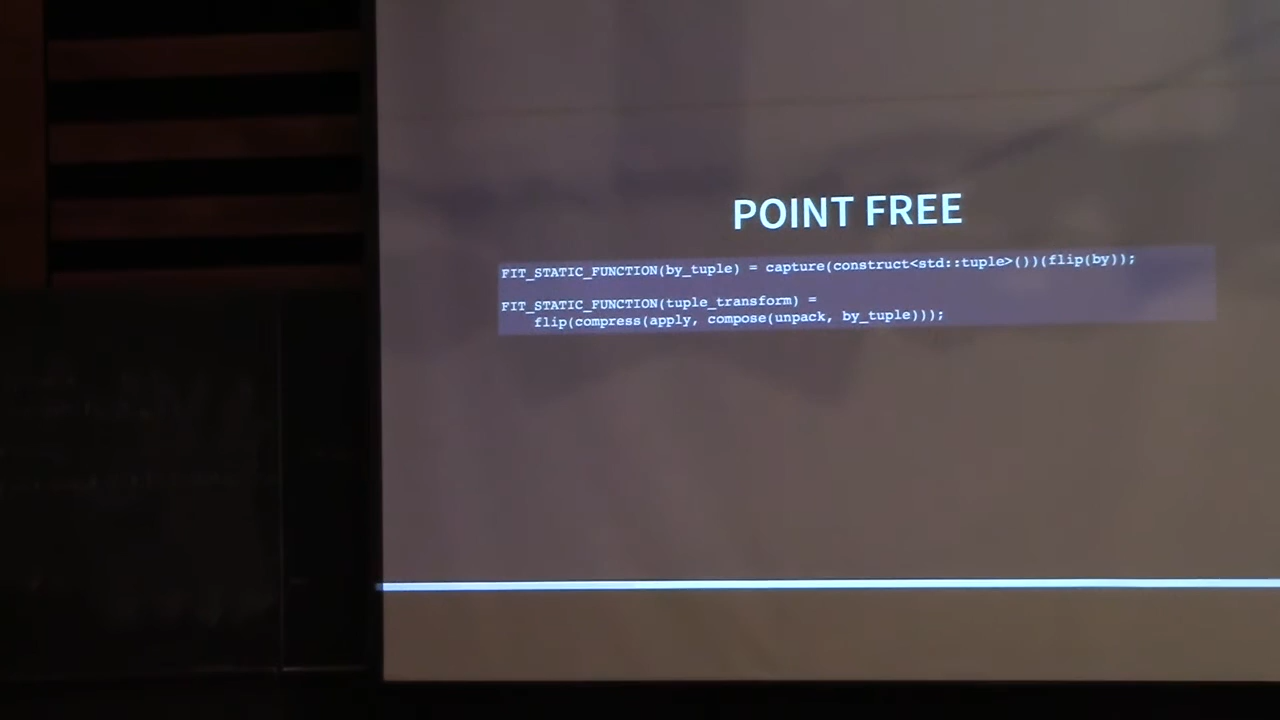 POINT FREE
FIT_STATIC_FUNCTION(by_tuple) = capture(construct<std::tuple>())(flip(by));
FIT_STATIC_FUNCTION(tuple_transform) =
    flip(compress(apply, compose(unpack, by_tuple)));